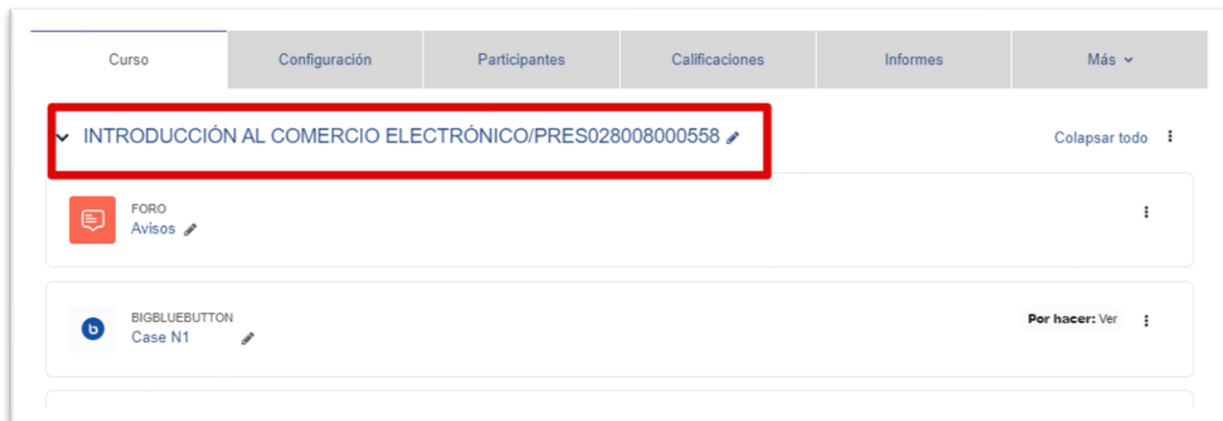 Curso Configuración Participantes Calificaciones Informes Más
INTRODUCCIÓN AL COMERCIO ELECTRÓNICO/PRES028008000558
Colapsar todo
FORO
Avisos
BIGBLUEBUTTON
Case N1
Por hacer: Ver